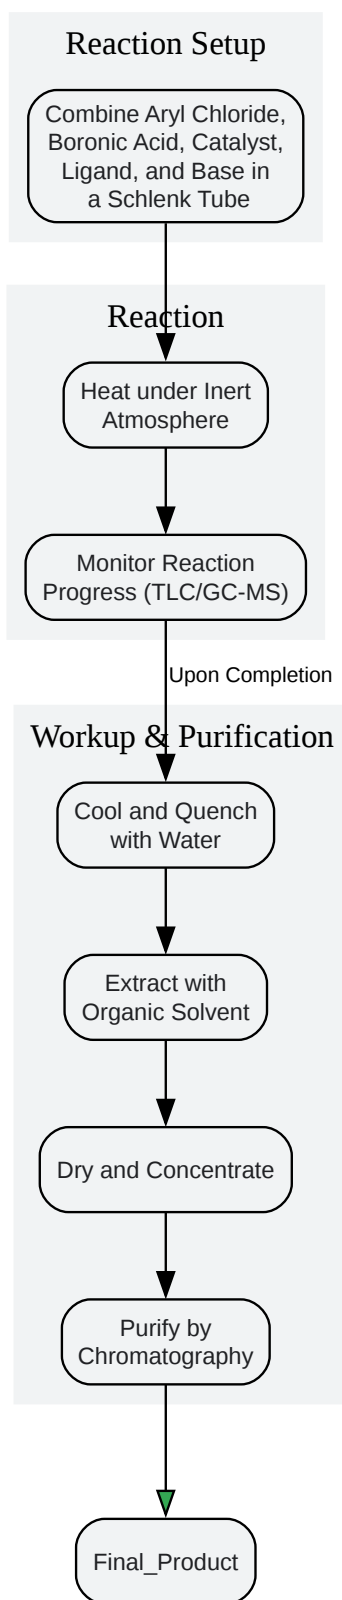 Reaction Setup
Combine Aryl Chloride,
Boronic Acid, Catalyst,
Ligand, and Base in
a Schlenk Tube
Reaction
Heat under Inert
Atmosphere
Monitor Reaction
Progress (TLC/GC-MS)
Upon Completion
Workup & Purification
Cool and Quench
with Water
Extract with
Organic Solvent
Dry and Concentrate
Purify by
Chromatography
Final_Product